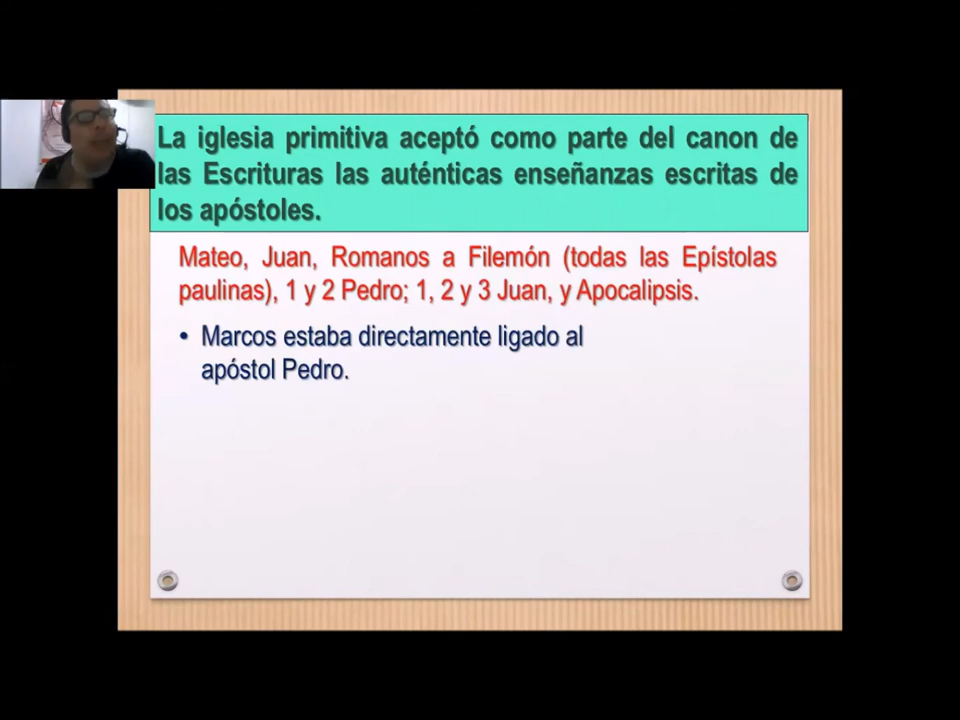 La iglesia primitiva aceptó como parte del canon de
las Escrituras las auténticas enseñanzas escritas de
los apóstoles.
Mateo, Juan, Romanos a Filemón (todas las Epístolas
paulinas), 1 y 2 Pedro; 1, 2 y 3 Juan, y Apocalipsis.
• Marcos estaba directamente ligado al
apóstol Pedro.